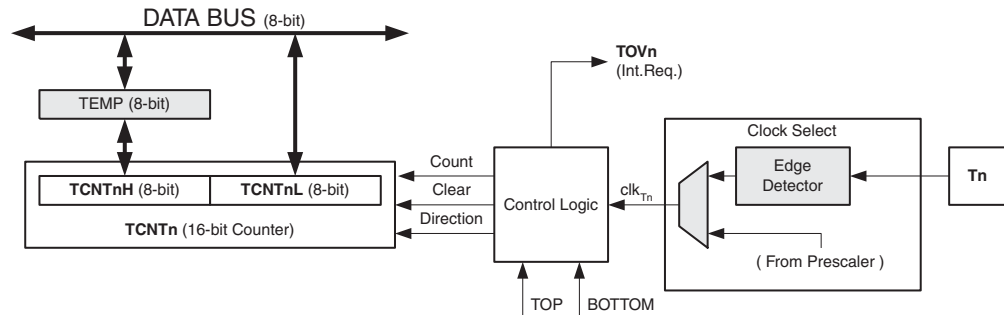 DATA BUS (8-bit)
TOVn
(Int.Req.)
TEMP (8-bit)
Clock Select
Count
Edge
Detector
Tn
TCNTnH (8-bit) TCNTnL (8-bit)
Clear
Control Logic
clkTn
TCNTn (16-bit Counter)
Direction
( From Prescaler )
TOP
BOTTOM